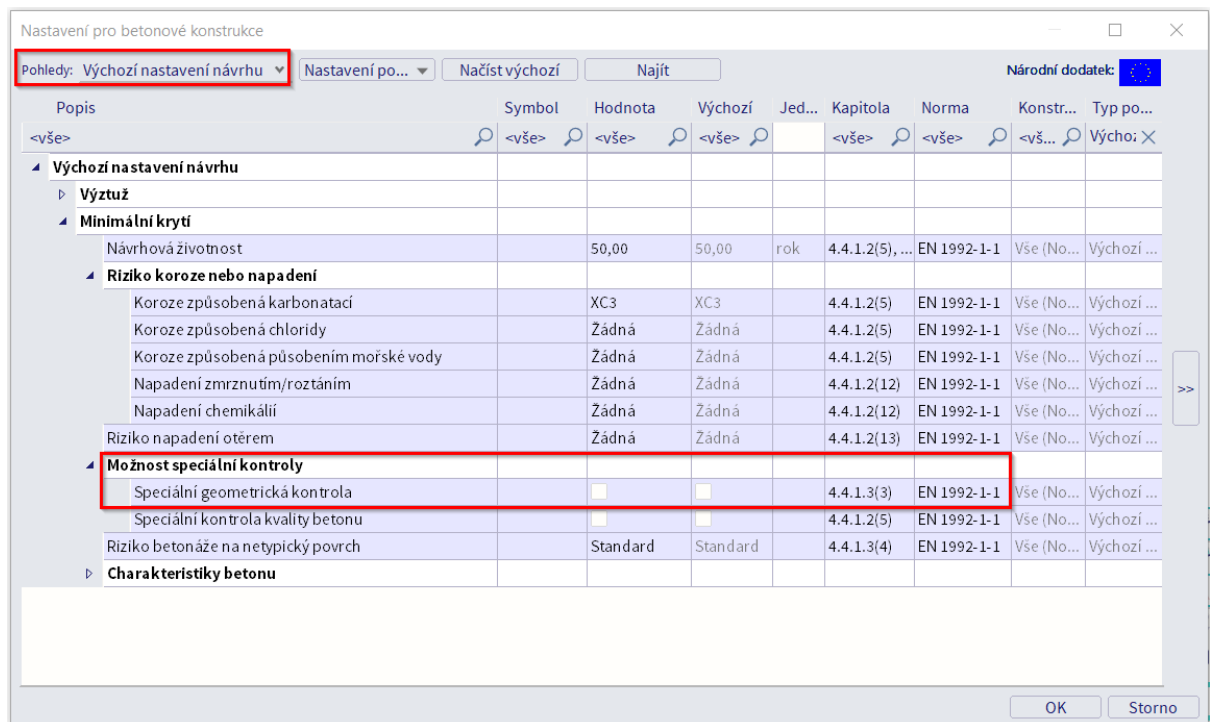 Nastavení pro betonové konstrukce
Pohledy: Výchozí nastavení návrhu Nastavení po... Načíst výchozí Najít Národní dodatek:
Popis Symbol Hodnota Výchozí Jed... Kapitola Norma Konstr... Typ po...
<vše> <vše> <vše> <vše> <vše> <vše> <vš... Výchoz
Výchozí nastavení návrhu
Výztuž
Minimální krytí
Návrhová životnost 50,00 50,00 rok 4.4.1.2(5), ... EN 1992-1-1 Vše (No... Výchozí ...
Riziko koroze nebo napadení
Koroze způsobená karbonatací XC3 XC3 4.4.1.2(5) EN 1992-1-1 Vše (No... Výchozí ...
Koroze způsobená chloridy Žádná Žádná 4.4.1.2(5) EN 1992-1-1 Vše (No... Výchozí ...
Koroze způsobená působením mořské vody Žádná Žádná 4.4.1.2(5) EN 1992-1-1 Vše (No... Výchozí ...
Napadení zmrznutím/roztáním Žádná Žádná 4.4.1.2(12) EN 1992-1-1 Vše (No... Výchozí ...
Napadení chemikálií Žádná Žádná 4.4.1.2(12) EN 1992-1-1 Vše (No... Výchozí ...
>>
Riziko napadení otěrem Žádná Žádná 4.4.1.2(13) EN 1992-1-1 Vše (No... Výchozí ...
Možnost speciální kontroly
Speciální geometrická kontrola 4.4.1.3(3) EN 1992-1-1 Vše (No... Výchozí ...
Speciální kontrola kvality betonu 4.4.1.2(5) EN 1992-1-1 Vše (No... Výchozí ...
Riziko betonáže na netypický povrch Standard Standard 4.4.1.3(4) EN 1992-1-1 Vše (No... Výchozí ...
Charakteristiky betonu
OK Storno